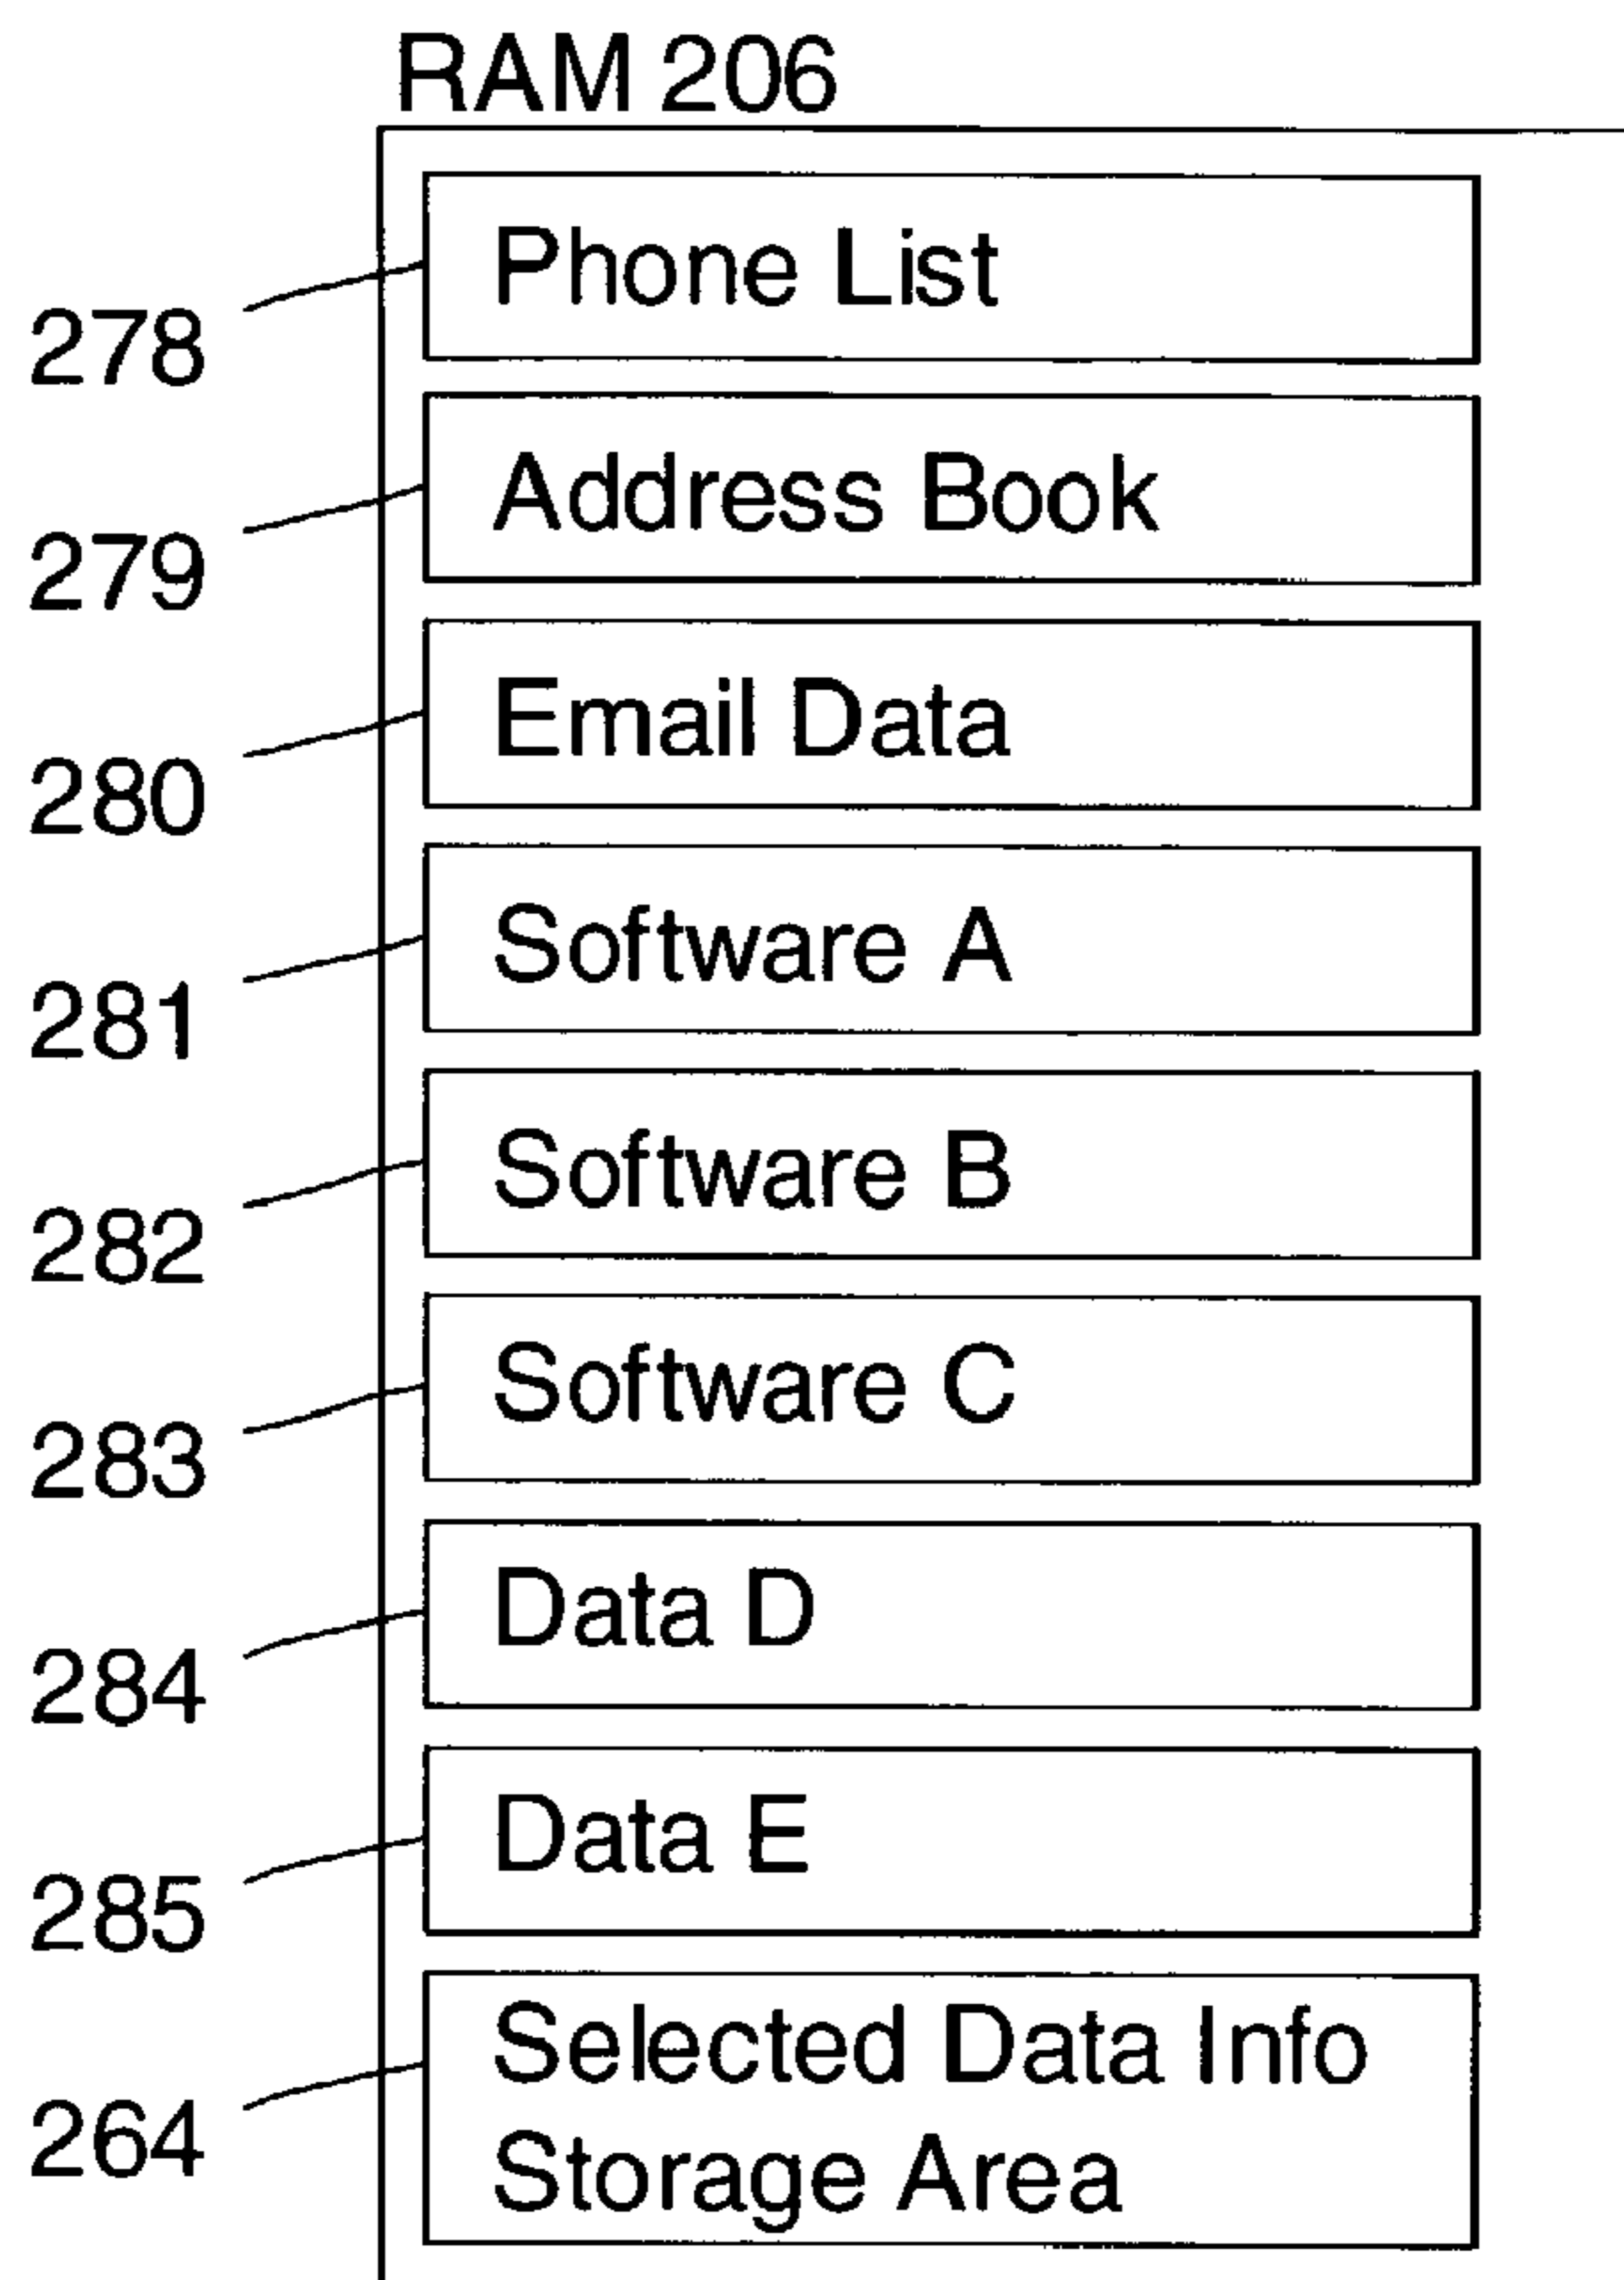 RAM 206
278 Phone List
279 Address Book
280 Email Data
281 Software A
282 Software B
283 Software C
284 Data D
285 Data E
264 Selected Data Info
Storage Area